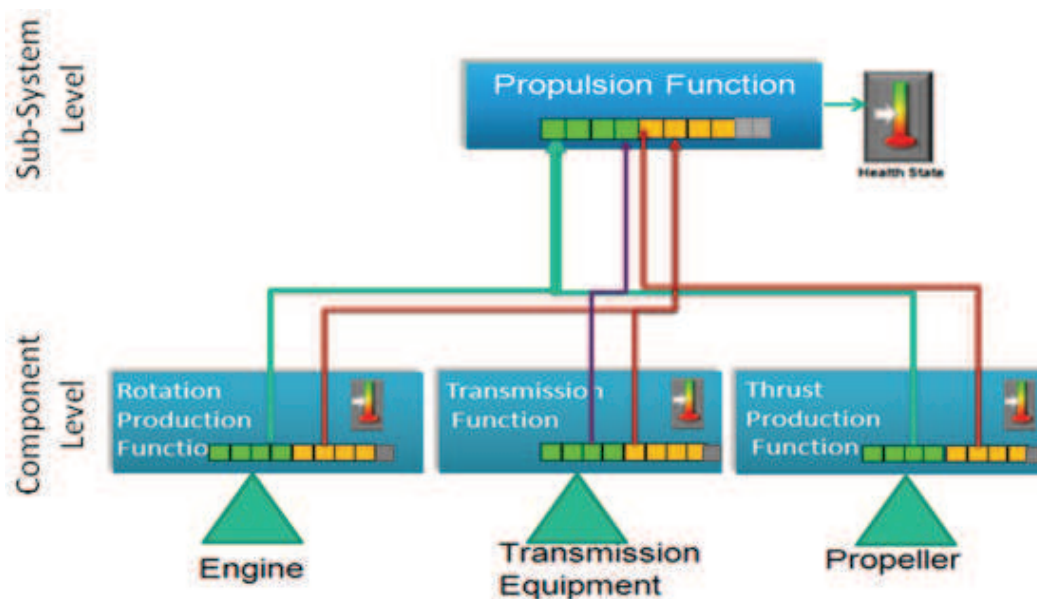 Sub-System
Level
Propulsion Function
Health State
Component
Level
Rotation
Production
Functio
Transmission
Function
Thrust
Production
Function
Engine
Transmission
Equipment
Propeller